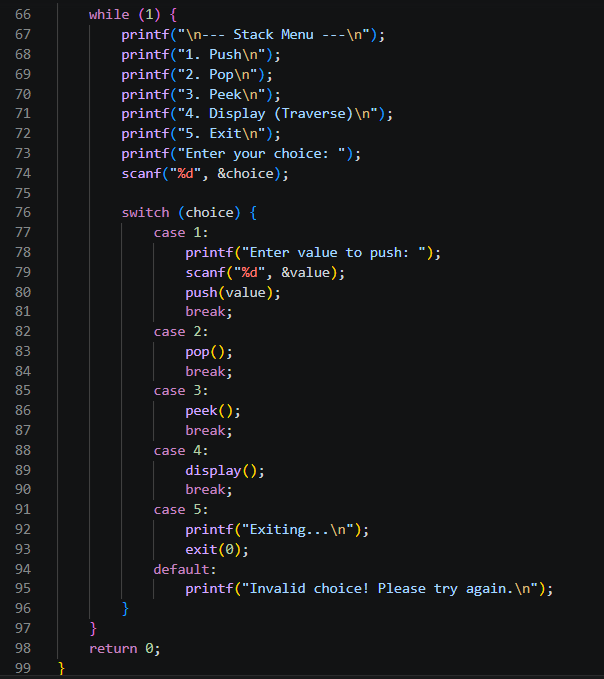 66 while (1) {
67 printf("\n--- Stack Menu ---\n");
68 printf("1. Push\n");
69 printf("2. Pop\n");
70 printf("3. Peek\n");
71 printf("4. Display (Traverse)\n");
72 printf("5. Exit\n");
73 printf("Enter your choice: ");
74 scanf("%d", &choice);
75
76 switch (choice) {
77 case 1:
78 printf("Enter value to push: ");
79 scanf("%d", &value);
80 push(value);
81 break;
82 case 2:
83 pop();
84 break;
85 case 3:
86 peek();
87 break;
88 case 4:
89 display();
90 break;
91 case 5:
92 printf("Exiting...\n");
93 exit(0);
94 default:
95 printf("Invalid choice! Please try again.\n");
96 }
97 }
98 return 0;
99 }